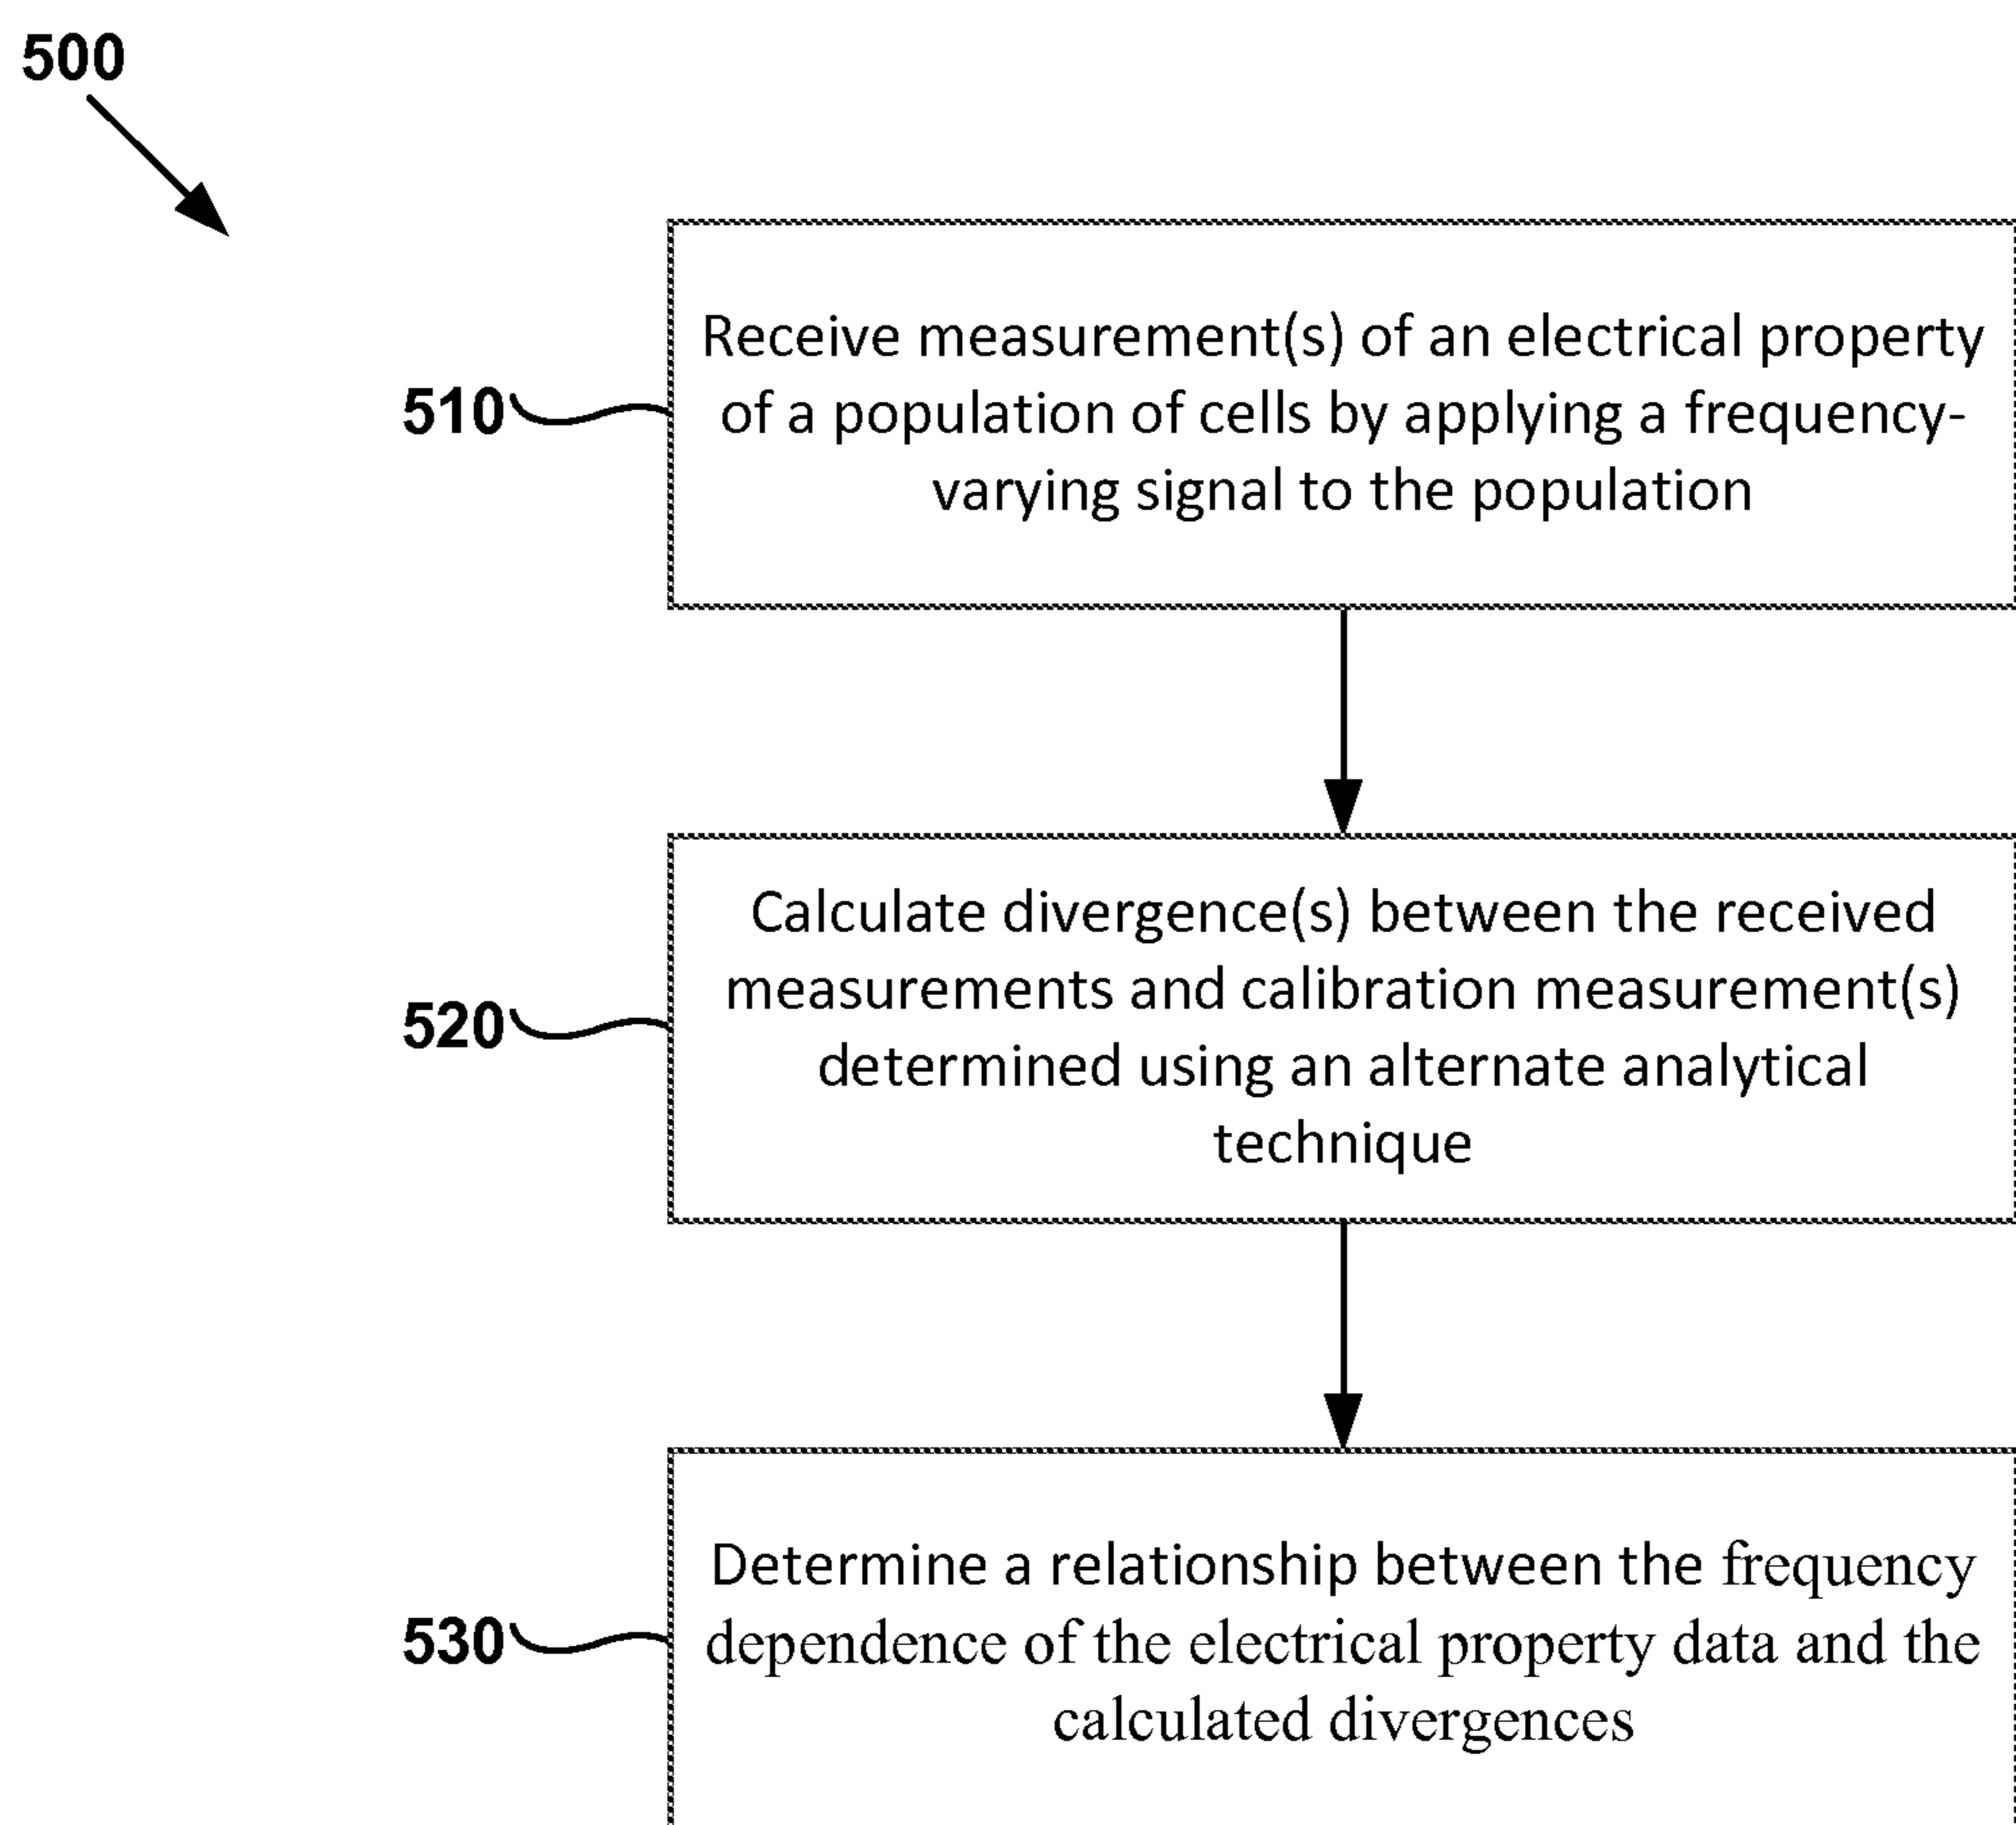 500
Receive measurement(s) of an electrical property
510
of a population of cells by applying a frequency-
varying signal to the population
Calculate divergence(s) between the received
measurements and calibration measurement(s)
520
determined using an alternate analytical
technique
Determine a relationship between the frequency
530
dependence of the electrical property data and the
calculated divergences